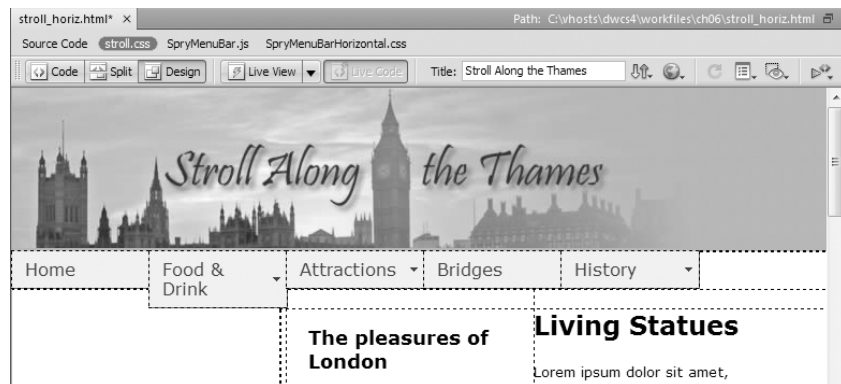 stroll_horiz.html* ×
Path: C:\vhosts\dwcs4\workfiles\ch06\stroll_horiz.html
Source Code stroll.css SpryMenuBar.js SpryMenuBarHorizontal.css
Code Split Design Live View Live Code Title: Stroll Along the Thames
Stroll Along the Thames
Home Food & Drink Attractions Bridges History
The pleasures of
London
Living Statues
Lorem ipsum dolor sit amet,